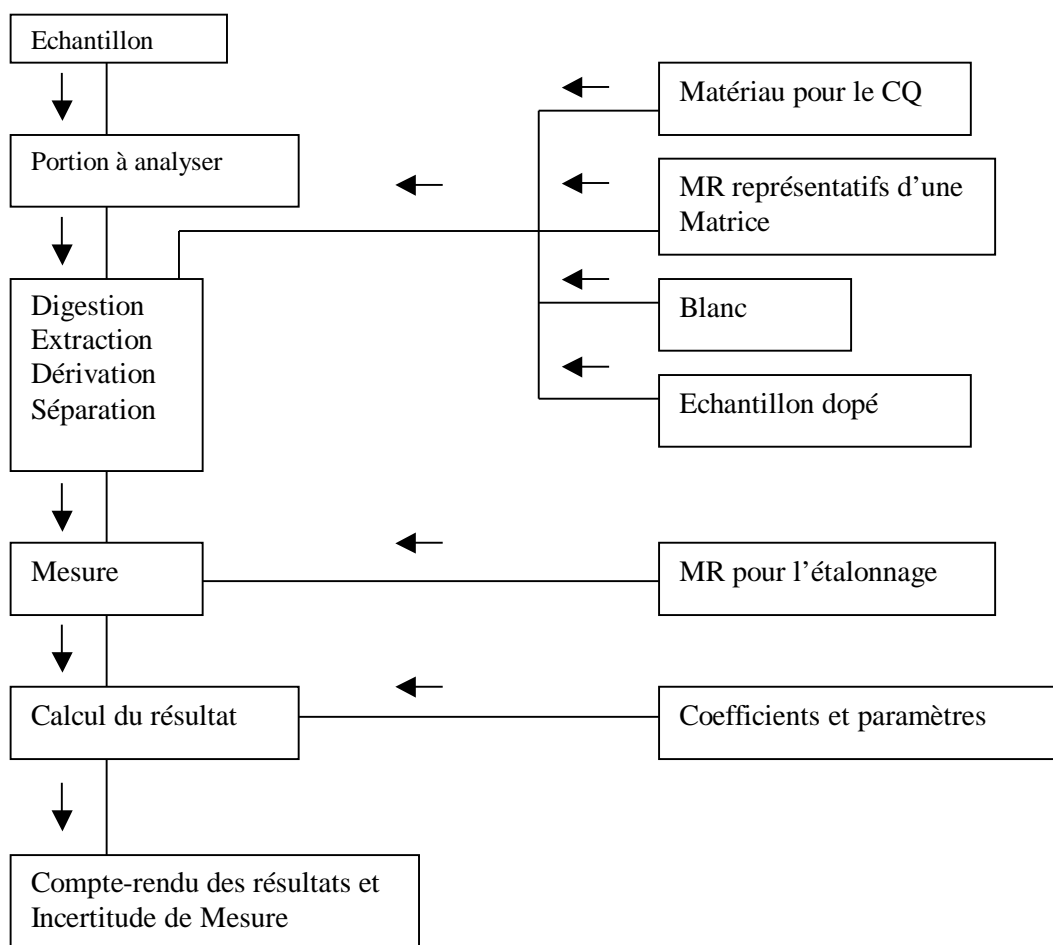 Echantillon
Portion à analyser
Digestion
Extraction
Dérivation
Séparation
Mesure
Calcul du résultat
Compte-rendu des résultats et
Incertitude de Mesure
Matériau pour le CQ
MR représentatifs d’une
Matrice
Blanc
Echantillon dopé
MR pour l’étalonnage
Coefficients et paramètres